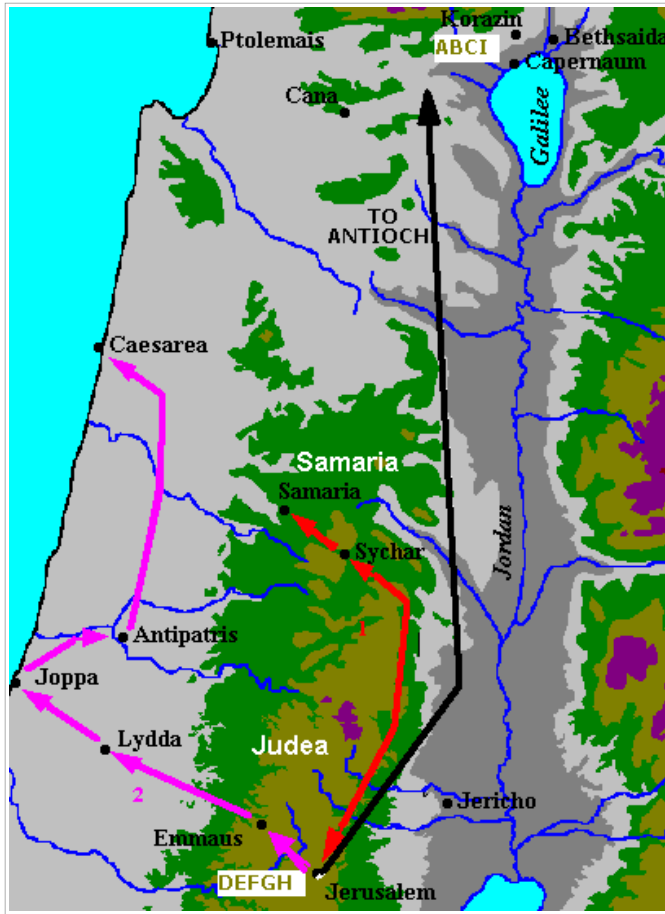 Korazin
ABCI
Bethsaida
Ptolemais
Capernaum
Cana
Galilee
TO
ANTIOCH
Caesarea
Samaria
Samaria
Sychar
Jordan
1
Antipatris
Joppa
Lydda
Judea
2
Jericho
Emmaus
DEFGH
Jerusalem